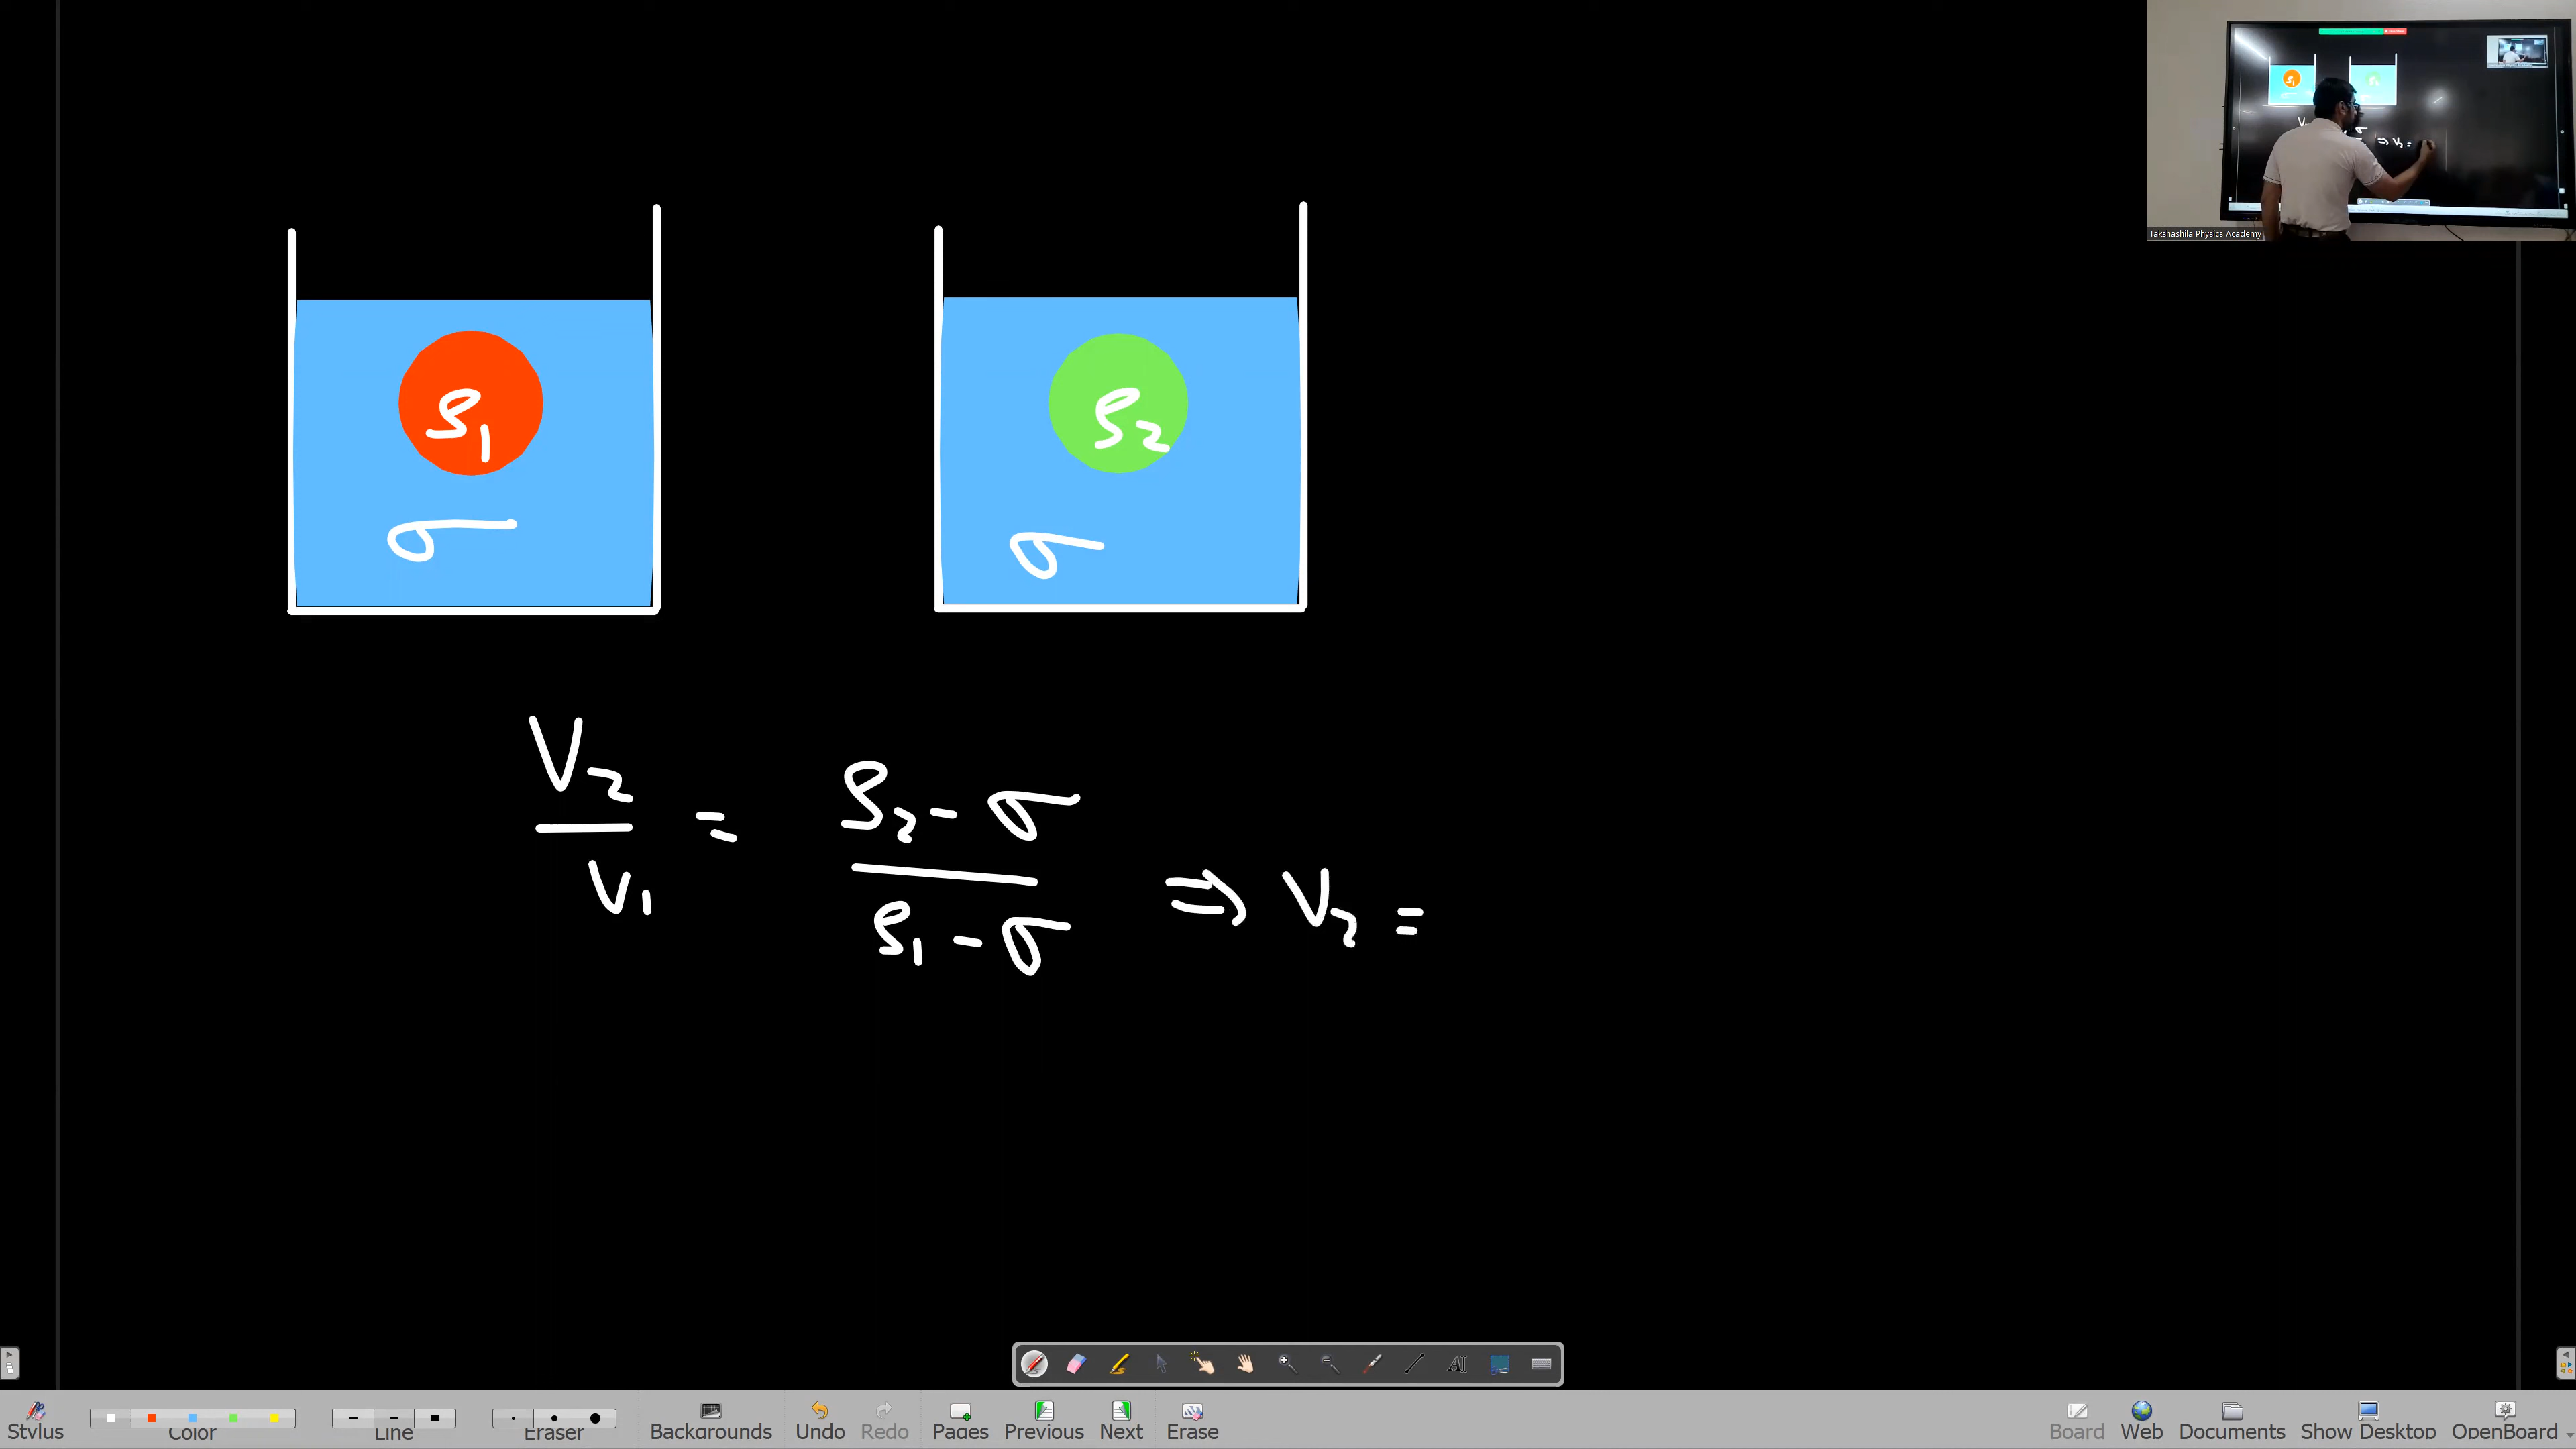 Takshashila Physics Academy
ρ₁
σ
ρ₂
σ
V₂/V₁ = (ρ₂ - σ)/(ρ₁ - σ) ⇒ V₂ =
Stylus Color Line Eraser Backgrounds Undo Redo Pages Previous Next Erase Board Web Documents Show Desktop OpenBoard